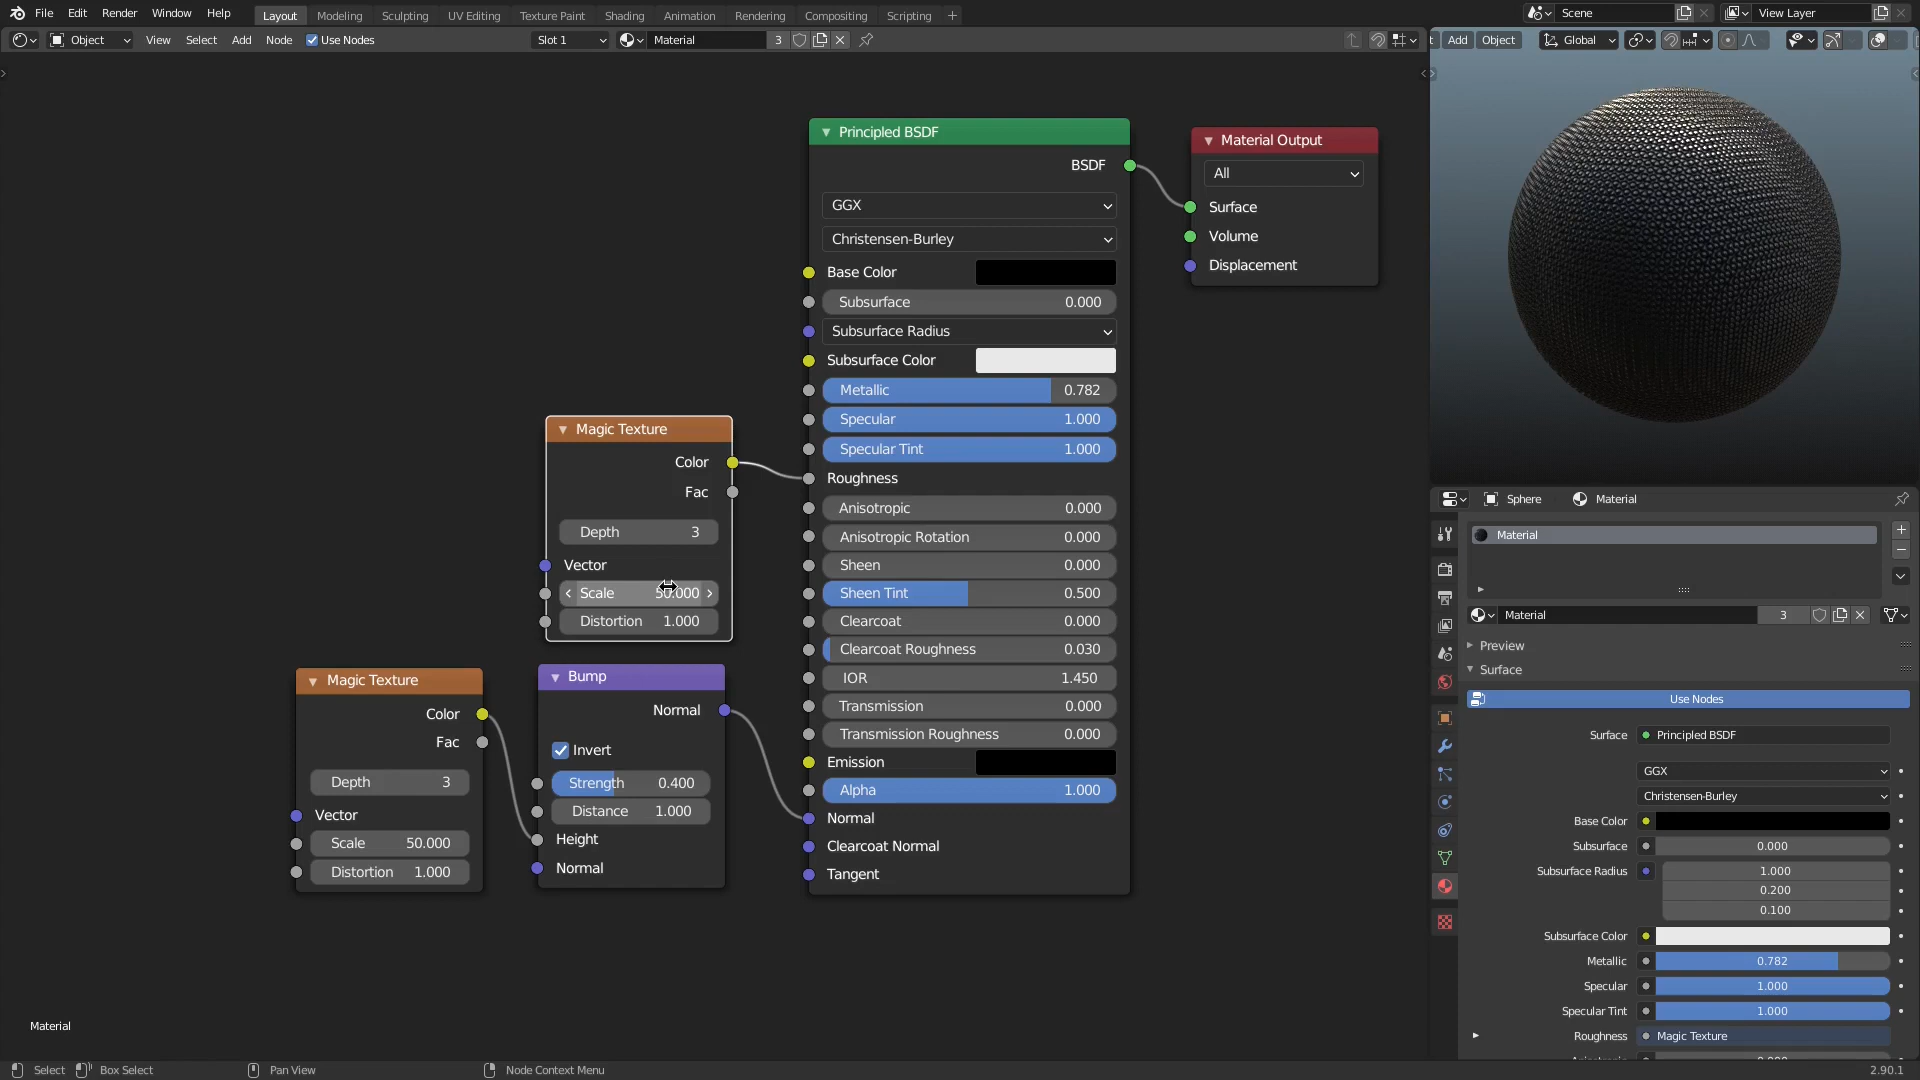 File Edit Render Window Help
Layout Modeling Sculpting UV Editing Texture Paint Shading Animation Rendering Compositing Scripting +
Scene
View Layer
Object View Select Add Node Use Nodes
Slot 1
Material 3
Add Object Global
Principled BSDF
BSDF
GGX
Christensen-Burley
Base Color
Subsurface 0.000
Subsurface Radius
Subsurface Color
Metallic 0.782
Specular 1.000
Specular Tint 1.000
Roughness
Anisotropic 0.000
Anisotropic Rotation 0.000
Sheen 0.000
Sheen Tint 0.500
Clearcoat 0.000
Clearcoat Roughness 0.030
IOR 1.450
Transmission 0.000
Transmission Roughness 0.000
Emission
Alpha 1.000
Normal
Clearcoat Normal
Tangent
Material Output
All
Surface
Volume
Displacement
Magic Texture
Color
Fac
Depth 3
Vector
Scale 50.000
Distortion 1.000
Magic Texture
Color
Fac
Depth 3
Vector
Scale 50.000
Distortion 1.000
Bump
Normal
Invert
Strength 0.400
Distance 1.000
Height
Normal
Material
Sphere Material
Material
Material 3
Preview
Surface
Use Nodes
Surface Principled BSDF
GGX
Christensen-Burley
Base Color
Subsurface 0.000
Subsurface Radius 1.000
0.200
0.100
Subsurface Color
Metallic 0.782
Specular 1.000
Specular Tint 1.000
Roughness Magic Texture
Select Box Select Pan View Node Context Menu
2.90.1